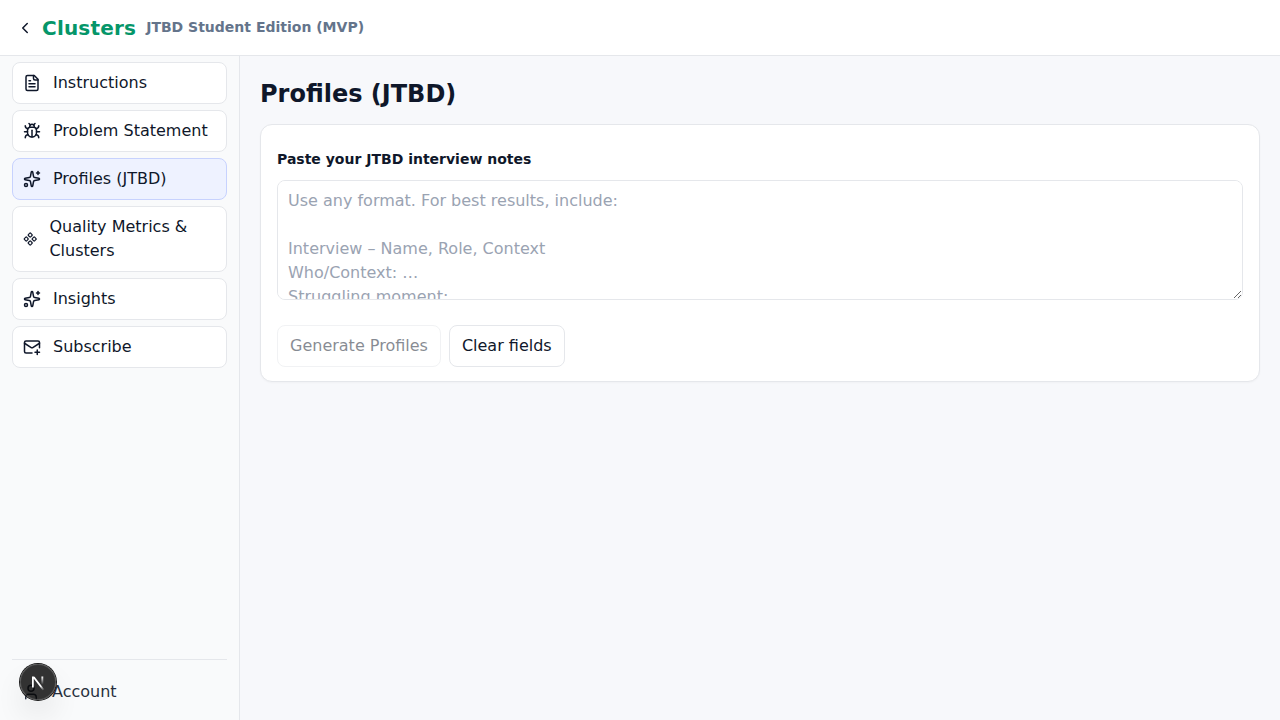 Clusters JTBD Student Edition (MVP)
Instructions
Problem Statement
Profiles (JTBD)
Quality Metrics &
Clusters
Insights
Subscribe
Account
Profiles (JTBD)
Paste your JTBD interview notes
Use any format. For best results, include:
Interview – Name, Role, Context
Who/Context: ...
Struggling moment:
Generate Profiles
Clear fields